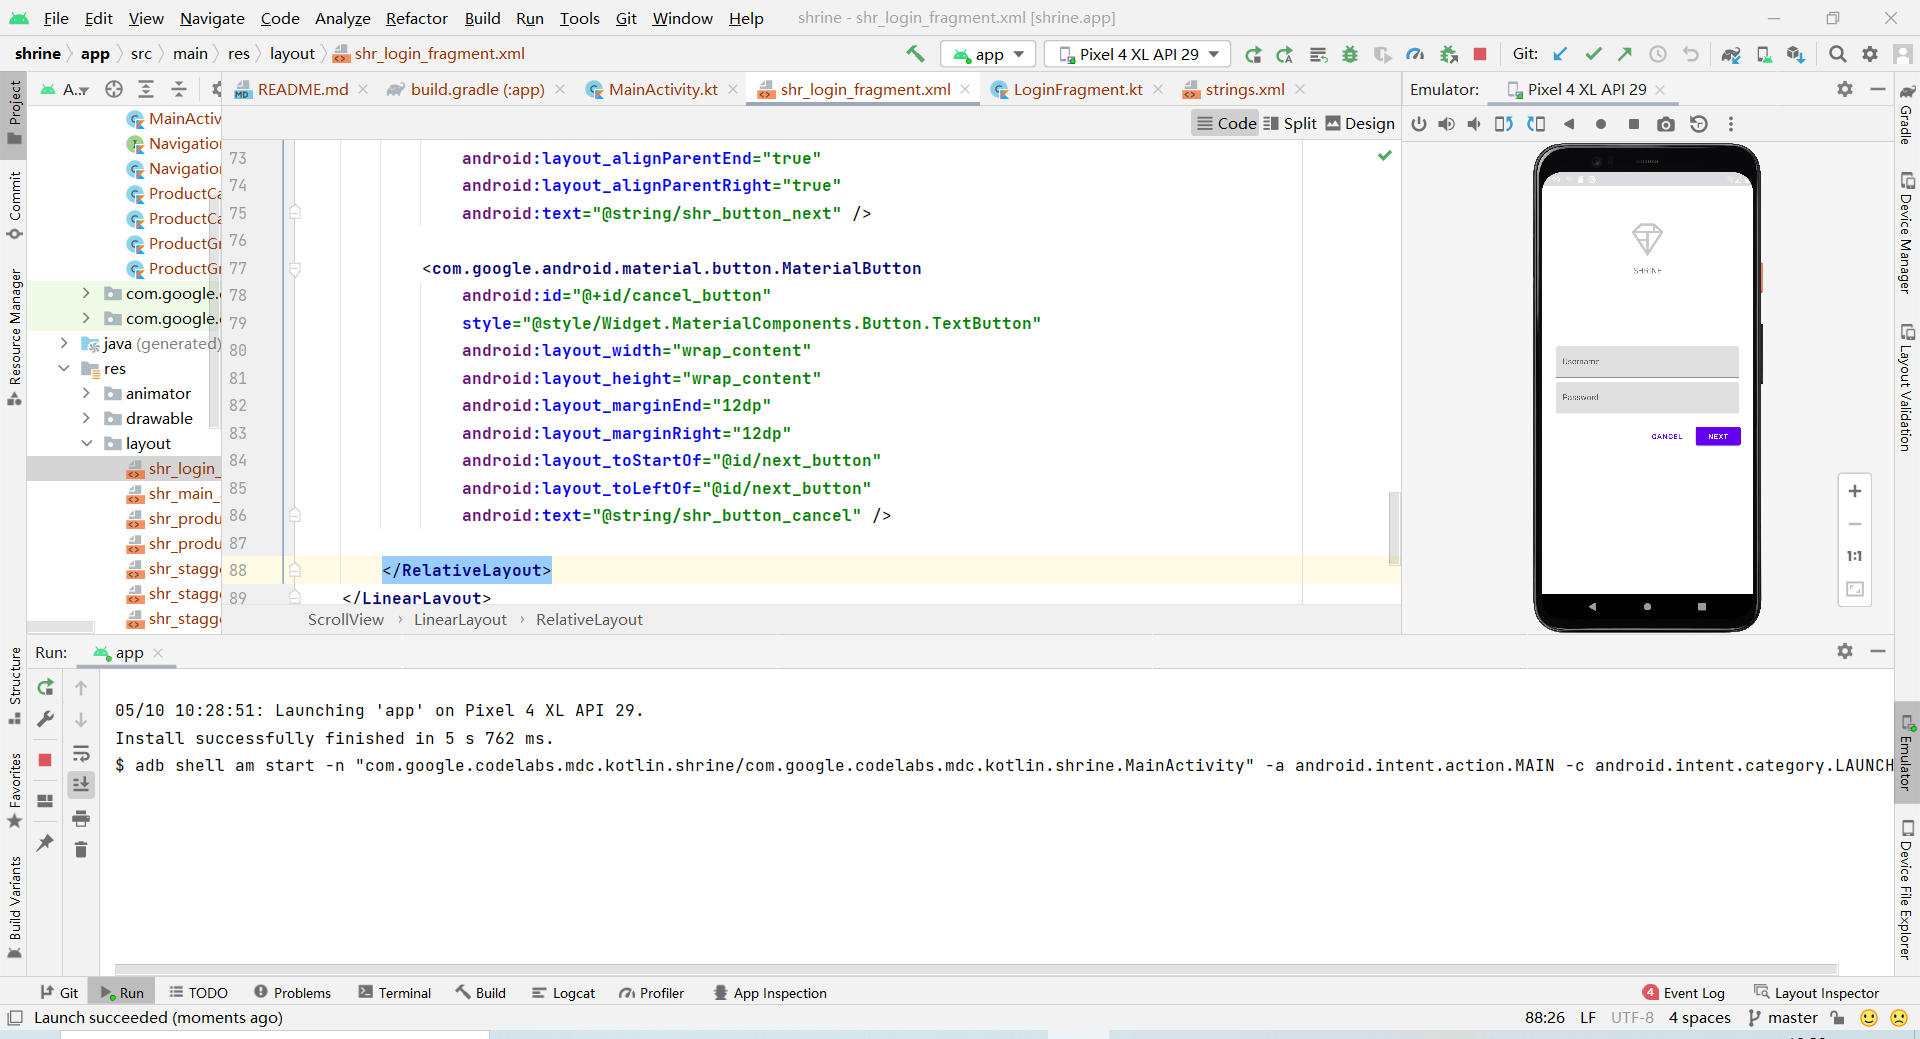 File Edit View Navigate Code Analyze Refactor Build Run Tools Git Window Help shrine - shr_login_fragment.xml [shrine.app]
shrine app src main res layout shr_login_fragment.xml app Pixel 4 XL API 29 Git:
A.. README.md build.gradle (:app) MainActivity.kt shr_login_fragment.xml LoginFragment.kt strings.xml Emulator: Pixel 4 XL API 29
Code Split Design
Project
Commit
Resource Manager
Structure
Favorites
Build Variants
MainActiv
Navigation
Navigation
ProductCa
ProductCa
ProductGr
ProductGr
com.google.
com.google.
java (generated)
res
animator
drawable
layout
shr_login_
shr_main_
shr_produ
shr_produ
shr_stagge
shr_stagge
shr_stagge
73 android:layout_alignParentEnd="true"
74 android:layout_alignParentRight="true"
75 android:text="@string/shr_button_next" />
76
77 <com.google.android.material.button.MaterialButton
78 android:id="@+id/cancel_button"
79 style="@style/Widget.MaterialComponents.Button.TextButton"
80 android:layout_width="wrap_content"
81 android:layout_height="wrap_content"
82 android:layout_marginEnd="12dp"
83 android:layout_marginRight="12dp"
84 android:layout_toStartOf="@id/next_button"
85 android:layout_toLeftOf="@id/next_button"
86 android:text="@string/shr_button_cancel" />
87
88 </RelativeLayout>
89 </LinearLayout>
ScrollView › LinearLayout › RelativeLayout
SHRINE
Username
Password
CANCEL NEXT
1:1
Gradle
Device Manager
Layout Validation
Emulator
Device File Explorer
Run: app
05/10 10:28:51: Launching 'app' on Pixel 4 XL API 29.
Install successfully finished in 5 s 762 ms.
$ adb shell am start -n "com.google.codelabs.mdc.kotlin.shrine/com.google.codelabs.mdc.kotlin.shrine.MainActivity" -a android.intent.action.MAIN -c android.intent.category.LAUNCH
Git Run TODO Problems Terminal Build Logcat Profiler App Inspection 4 Event Log Layout Inspector
Launch succeeded (moments ago) 88:26 LF UTF-8 4 spaces master